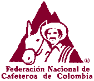 Federación Nacional de
Cafeteros de Colombia